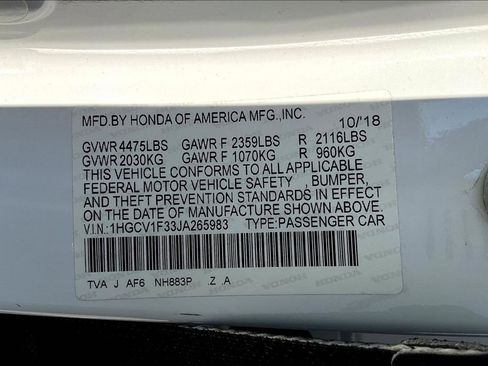 MFD.BY HONDA OF AMERICA MFG.,INC. 10/18
GVWR 4475LBS GAWR F 2359LBS R 2116LBS
GVWR 2030KG GAWR F 1070KG R 960KG
THIS VEHICLE CONFORMS TO ALL APPLICABLE
FEDERAL MOTOR VEHICLE SAFETY , BUMPER,
AND THEFT PREVENTION STANDARDS IN EFFECT
ON THE DATE OF MANUFACTURE SHOWN ABOVE.
V.I.N.:1HGCV1F33JA265983 TYPE:PASSENGER CAR
TVA J AF6 NH883P Z A